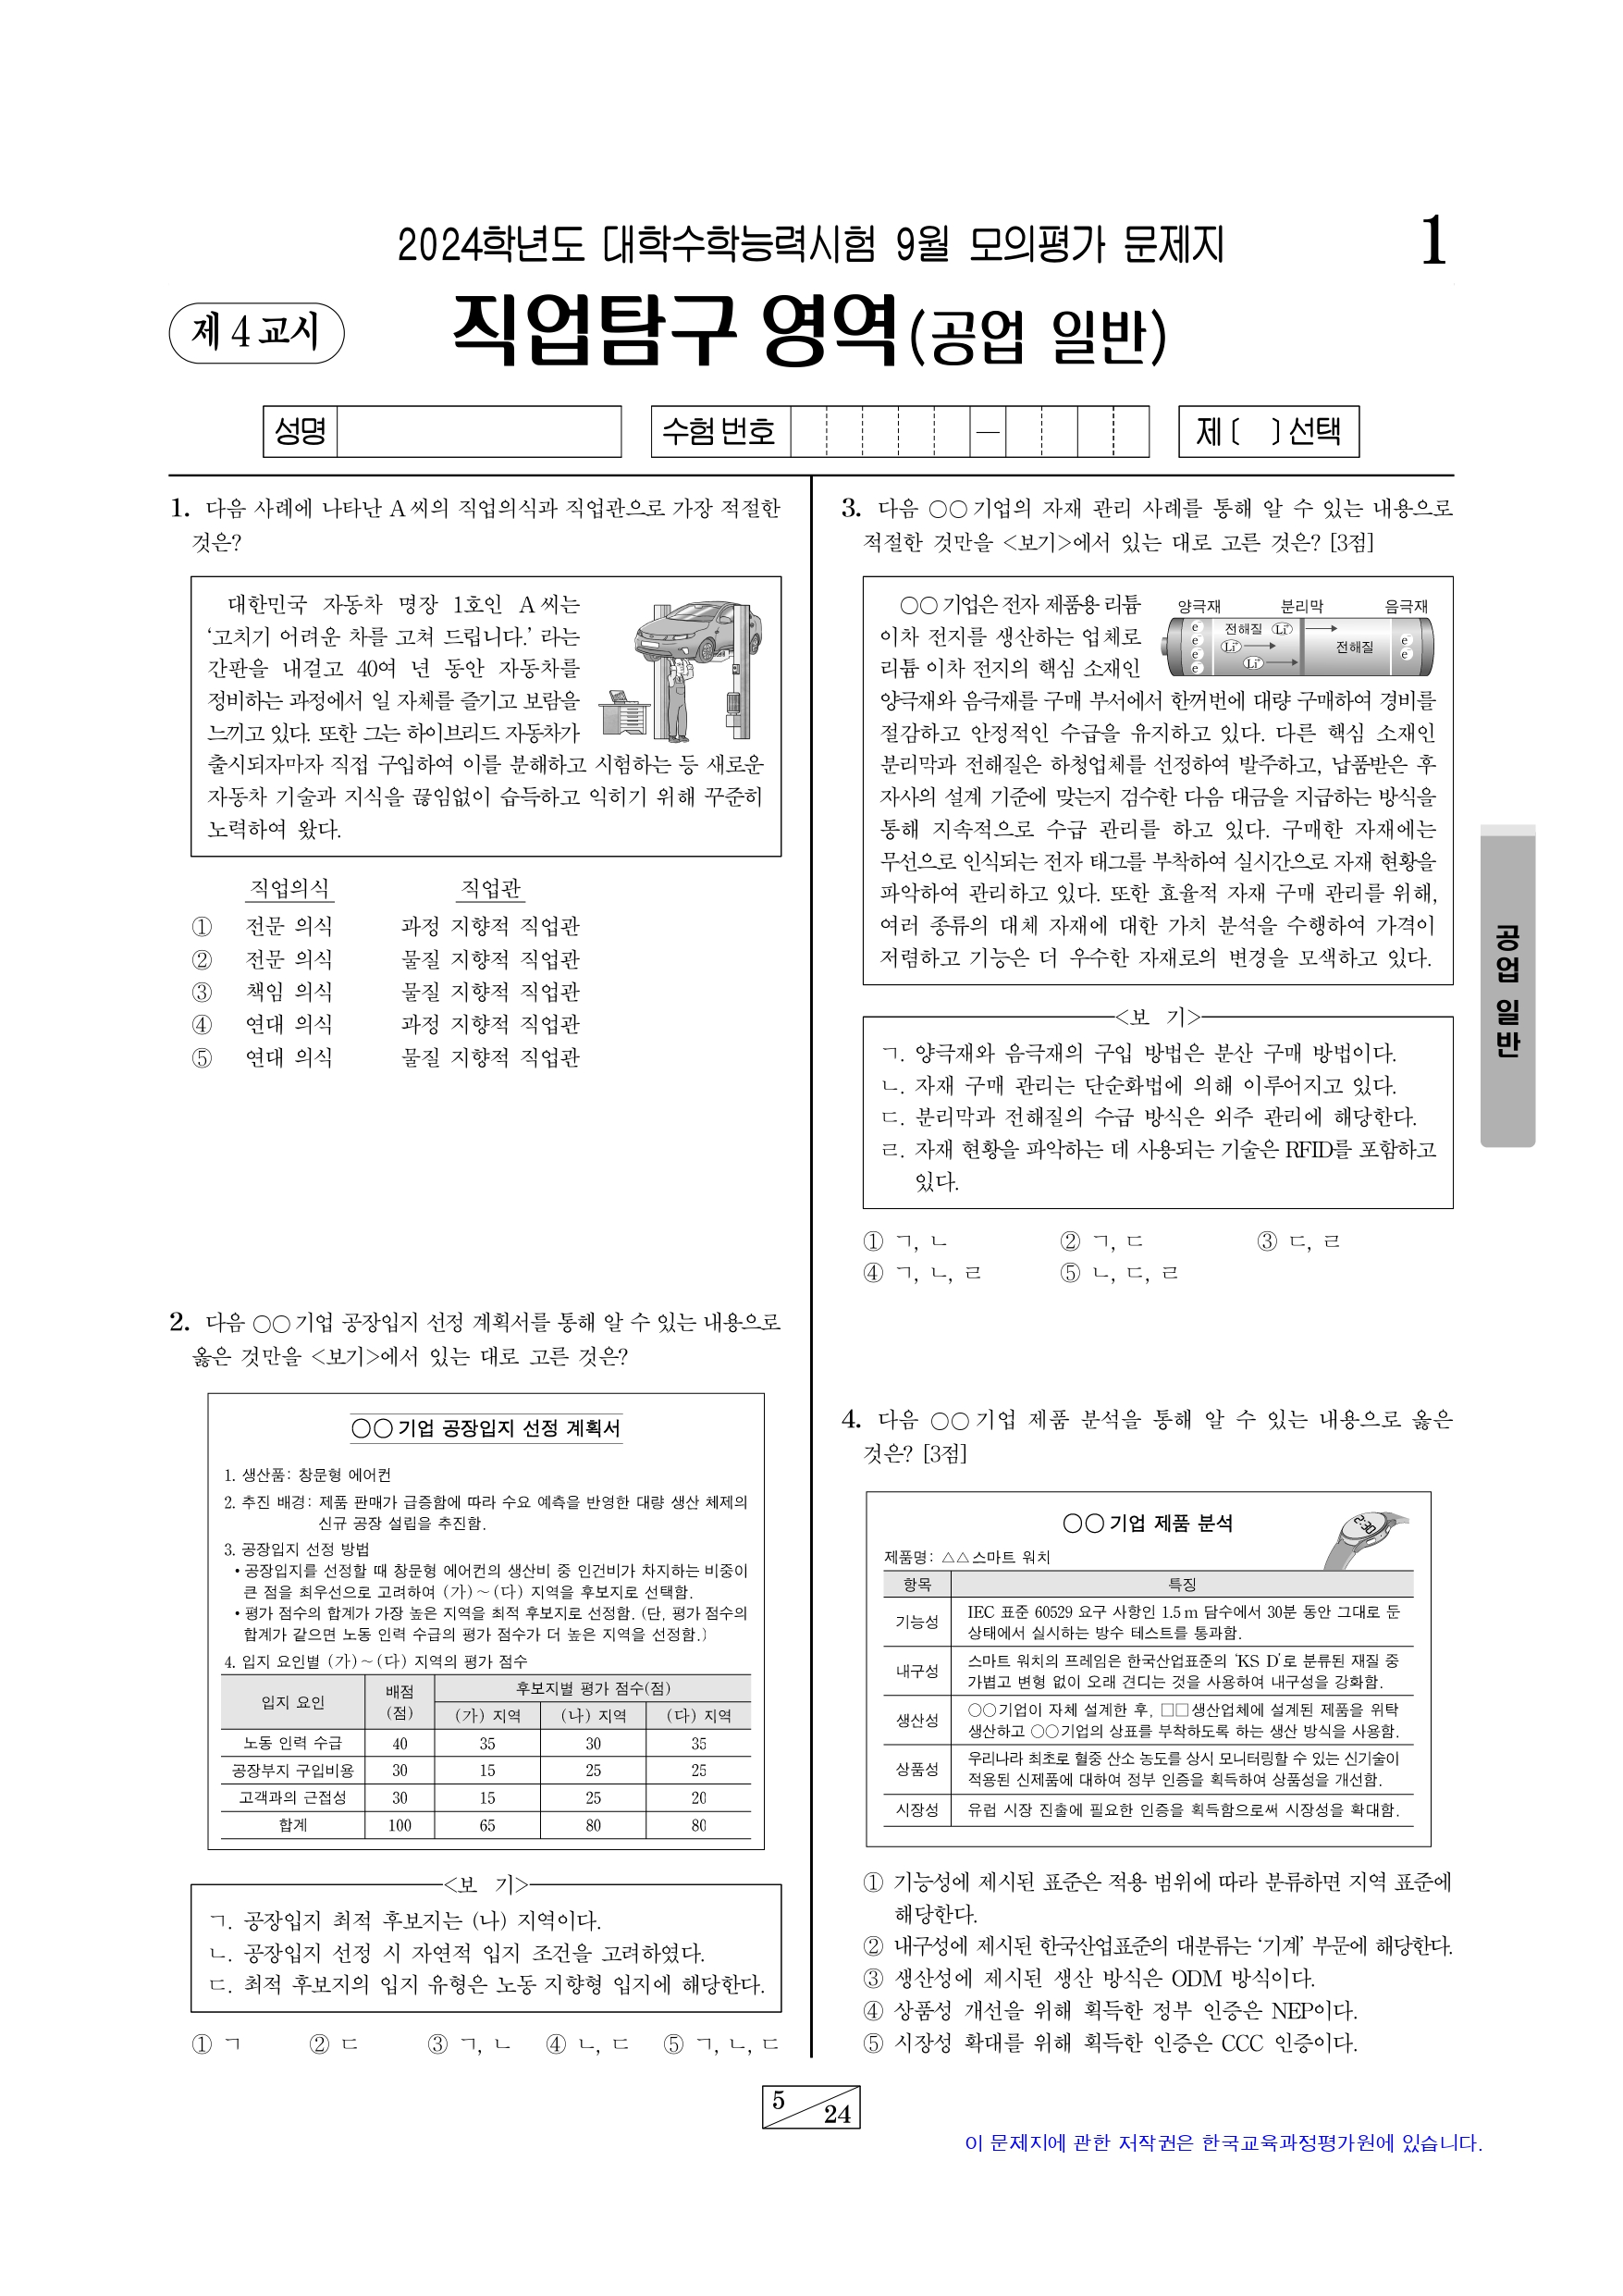 2024학년도 대학수학능력시험 9월 모의평가 문제지
1
제 4 교시
직업탐구 영역(공업 일반)
성명
수험 번호
—
제 〔 〕 선택
1. 다음 사례에 나타난 A 씨의 직업의식과 직업관으로 가장 적절한
것은?
대한민국 자동차 명장 1호인 A 씨는
‘고치기 어려운 차를 고쳐 드립니다.’ 라는
간판을 내걸고 40여 년 동안 자동차를
정비하는 과정에서 일 자체를 즐기고 보람을
느끼고 있다. 또한 그는 하이브리드 자동차가
출시되자마자 직접 구입하여 이를 분해하고 시험하는 등 새로운
자동차 기술과 지식을 끊임없이 습득하고 익히기 위해 꾸준히
노력하여 왔다.
직업의식 직업관
① 전문 의식 과정 지향적 직업관
② 전문 의식 물질 지향적 직업관
③ 책임 의식 물질 지향적 직업관
④ 연대 의식 과정 지향적 직업관
⑤ 연대 의식 물질 지향적 직업관
2. 다음 ○○ 기업 공장입지 선정 계획서를 통해 알 수 있는 내용으로
옳은 것만을 <보기>에서 있는 대로 고른 것은?
○○ 기업 공장입지 선정 계획서
1. 생산품: 창문형 에어컨
2. 추진 배경: 제품 판매가 급증함에 따라 수요 예측을 반영한 대량 생산 체제의
신규 공장 설립을 추진함.
3. 공장입지 선정 방법
• 공장입지를 선정할 때 창문형 에어컨의 생산비 중 인건비가 차지하는 비중이
큰 점을 최우선으로 고려하여 (가)～(다) 지역을 후보지로 선택함.
• 평가 점수의 합계가 가장 높은 지역을 최적 후보지로 선정함. (단, 평가 점수의
합계가 같으면 노동 인력 수급의 평가 점수가 더 높은 지역을 선정함.)
4. 입지 요인별 (가)～(다) 지역의 평가 점수
입지 요인 배점 (점) 후보지별 평가 점수(점)
(가) 지역 (나) 지역 (다) 지역
노동 인력 수급 40 35 30 35
공장부지 구입비용 30 15 25 25
고객과의 근접성 30 15 25 20
합계 100 65 80 80
<보 기>
ㄱ. 공장입지 최적 후보지는 (나) 지역이다.
ㄴ. 공장입지 선정 시 자연적 입지 조건을 고려하였다.
ㄷ. 최적 후보지의 입지 유형은 노동 지향형 입지에 해당한다.
① ㄱ ② ㄷ ③ ㄱ, ㄴ ④ ㄴ, ㄷ ⑤ ㄱ, ㄴ, ㄷ
3. 다음 ○○ 기업의 자재 관리 사례를 통해 알 수 있는 내용으로
적절한 것만을 <보기>에서 있는 대로 고른 것은? [3점]
○○ 기업은 전자 제품용 리튬
이차 전지를 생산하는 업체로
리튬 이차 전지의 핵심 소재인
양극재와 음극재를 구매 부서에서 한꺼번에 대량 구매하여 경비를
절감하고 안정적인 수급을 유지하고 있다. 다른 핵심 소재인
분리막과 전해질은 하청업체를 선정하여 발주하고, 납품받은 후
자사의 설계 기준에 맞는지 검수한 다음 대금을 지급하는 방식을
통해 지속적으로 수급 관리를 하고 있다. 구매한 자재에는
무선으로 인식되는 전자 태그를 부착하여 실시간으로 자재 현황을
파악하여 관리하고 있다. 또한 효율적 자재 구매 관리를 위해,
여러 종류의 대체 자재에 대한 가치 분석을 수행하여 가격이
저렴하고 기능은 더 우수한 자재로의 변경을 모색하고 있다.
양극재 분리막 음극재
e e e e 전해질 Li⁺ Li⁺ Li⁺ 전해질 e e
<보 기>
ㄱ. 양극재와 음극재의 구입 방법은 분산 구매 방법이다.
ㄴ. 자재 구매 관리는 단순화법에 의해 이루어지고 있다.
ㄷ. 분리막과 전해질의 수급 방식은 외주 관리에 해당한다.
ㄹ. 자재 현황을 파악하는 데 사용되는 기술은 RFID를 포함하고
있다.
① ㄱ, ㄴ ② ㄱ, ㄷ ③ ㄷ, ㄹ
④ ㄱ, ㄴ, ㄹ ⑤ ㄴ, ㄷ, ㄹ
4. 다음 ○○ 기업 제품 분석을 통해 알 수 있는 내용으로 옳은
것은? [3점]
○○ 기업 제품 분석
2:30
제품명: △△ 스마트 워치
항목 특징
기능성 IEC 표준 60529 요구 사항인 1.5 m 담수에서 30분 동안 그대로 둔
상태에서 실시하는 방수 테스트를 통과함.
내구성 스마트 워치의 프레임은 한국산업표준의 ‘KS D’로 분류된 재질 중
가볍고 변형 없이 오래 견디는 것을 사용하여 내구성을 강화함.
생산성 ○○기업이 자체 설계한 후, □□ 생산업체에 설계된 제품을 위탁
생산하고 ○○기업의 상표를 부착하도록 하는 생산 방식을 사용함.
상품성 우리나라 최초로 혈중 산소 농도를 상시 모니터링할 수 있는 신기술이
적용된 신제품에 대하여 정부 인증을 획득하여 상품성을 개선함.
시장성 유럽 시장 진출에 필요한 인증을 획득함으로써 시장성을 확대함.
① 기능성에 제시된 표준은 적용 범위에 따라 분류하면 지역 표준에
해당한다.
② 내구성에 제시된 한국산업표준의 대분류는 ‘기계’ 부문에 해당한다.
③ 생산성에 제시된 생산 방식은 ODM 방식이다.
④ 상품성 개선을 위해 획득한 정부 인증은 NEP이다.
⑤ 시장성 확대를 위해 획득한 인증은 CCC 인증이다.
공업 일반
5
24
이 문제지에 관한 저작권은 한국교육과정평가원에 있습니다.